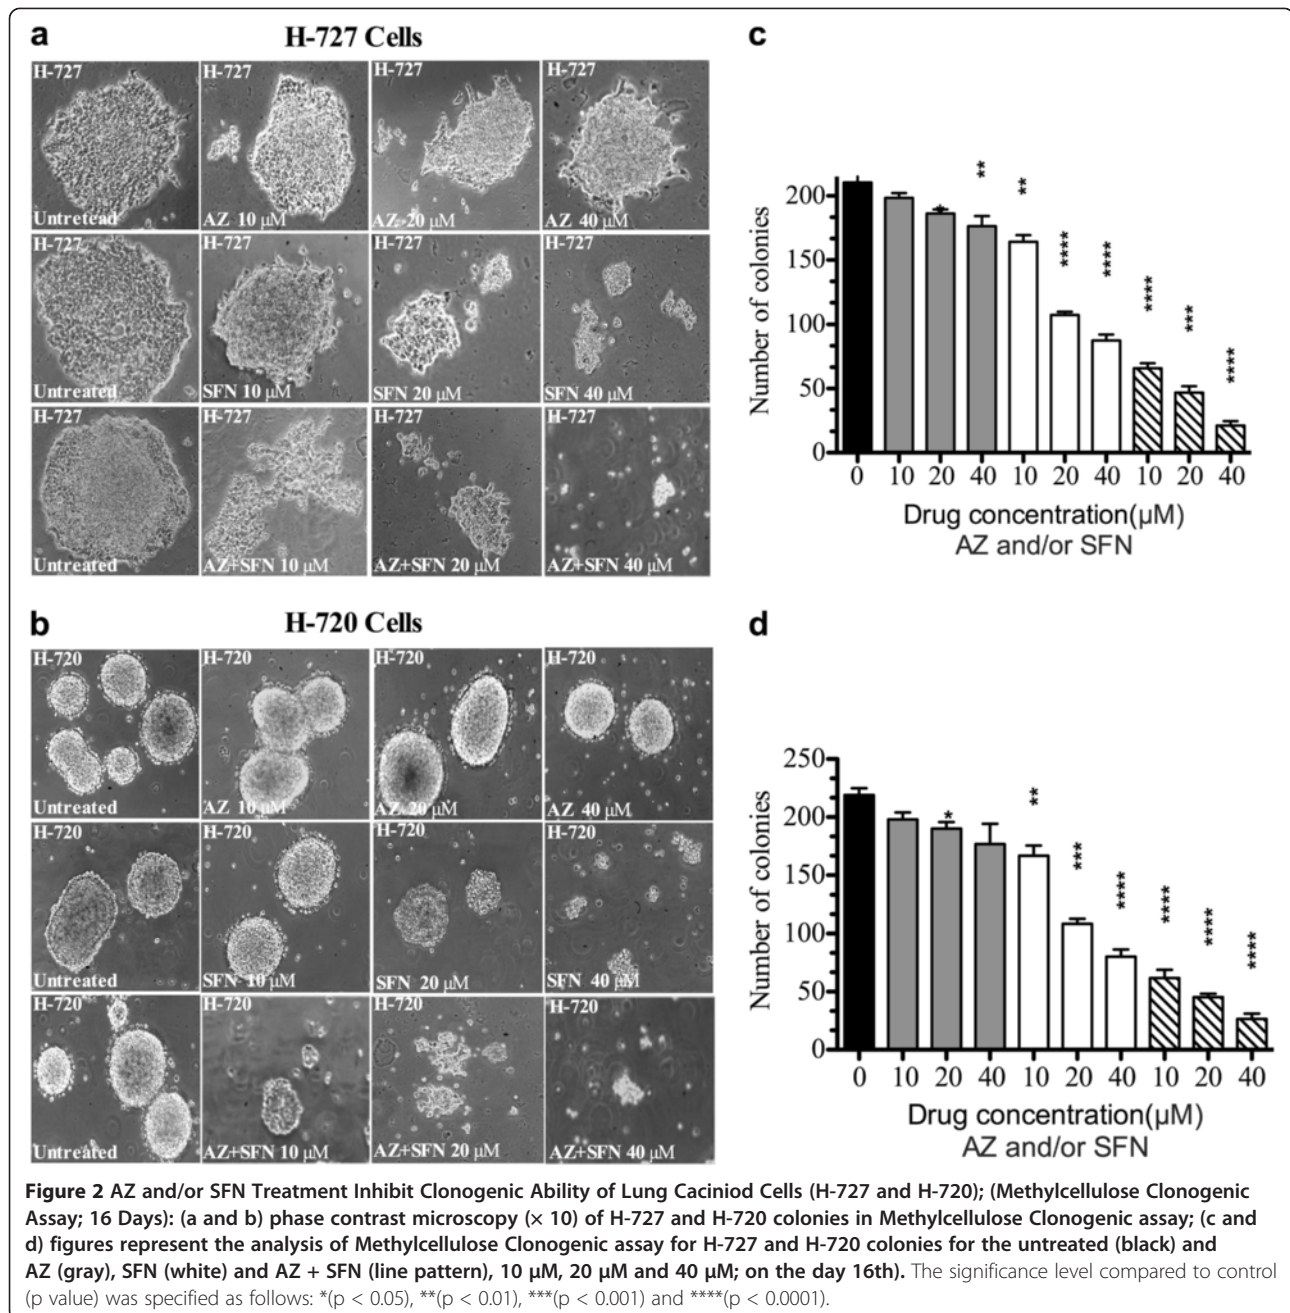 a
H-727 Cells
H-727 H-727 H-727 H-727
Untretead AZ 10 µM AZ 20 µM AZ 40 µM
H-727 H-727 H-727 H-727
Untreated SFN 10 µM SFN 20 µM SFN 40 µM
H-727 H-727 H-727 H-727
Untreated AZ+SFN 10 µM AZ+SFN 20 µM AZ+SFN 40 µM
c
Number of colonies
200
150
100
50
0
* ** ** **** **** **** *** ****
0 10 20 40 10 20 40 10 20 40
Drug concentration(µM)
AZ and/or SFN
b
H-720 Cells
H-720 H-720 H-720 H-720
Untreated AZ 10 µM AZ 20 µM AZ 40 µM
H-720 H-720 H-720 H-720
Untreated SFN 10 µM SFN 20 µM SFN 40 µM
H-720 H-720 H-720 H-720
Untreated AZ+SFN 10 µM AZ+SFN 20 µM AZ+SFN 40 µM
d
Number of colonies
250
200
150
100
50
0
* ** *** **** **** **** ****
0 10 20 40 10 20 40 10 20 40
Drug concentration(µM)
AZ and/or SFN
Figure 2 AZ and/or SFN Treatment Inhibit Clonogenic Ability of Lung Caciniod Cells (H-727 and H-720); (Methylcellulose Clonogenic
Assay; 16 Days): (a and b) phase contrast microscopy (× 10) of H-727 and H-720 colonies in Methylcellulose Clonogenic assay; (c and
d) figures represent the analysis of Methylcellulose Clonogenic assay for H-727 and H-720 colonies for the untreated (black) and
AZ (gray), SFN (white) and AZ + SFN (line pattern), 10 µM, 20 µM and 40 µM; on the day 16th). The significance level compared to control
(p value) was specified as follows: *(p < 0.05), **(p < 0.01), ***(p < 0.001) and ****(p < 0.0001).